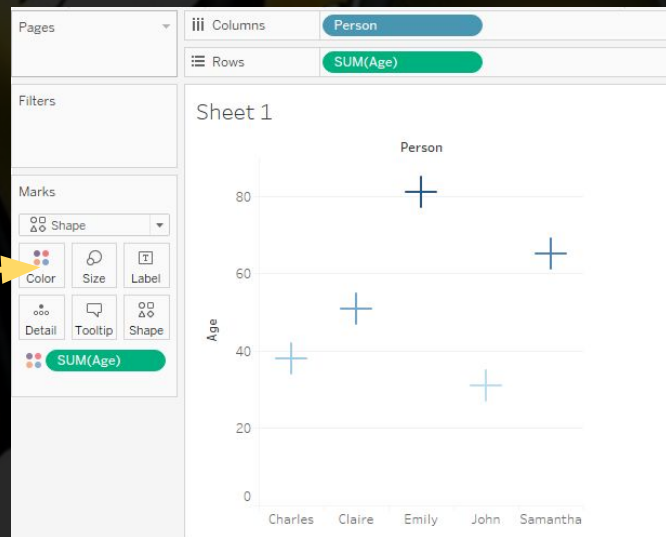 Pages
Columns
Person
Rows
SUM(Age)
Filters
Sheet 1
Person
Marks
Shape
Color
Size
T
Label
Detail
Tooltip
Shape
SUM(Age)
Age
80
60
40
20
0
Charles Claire Emily John Samantha